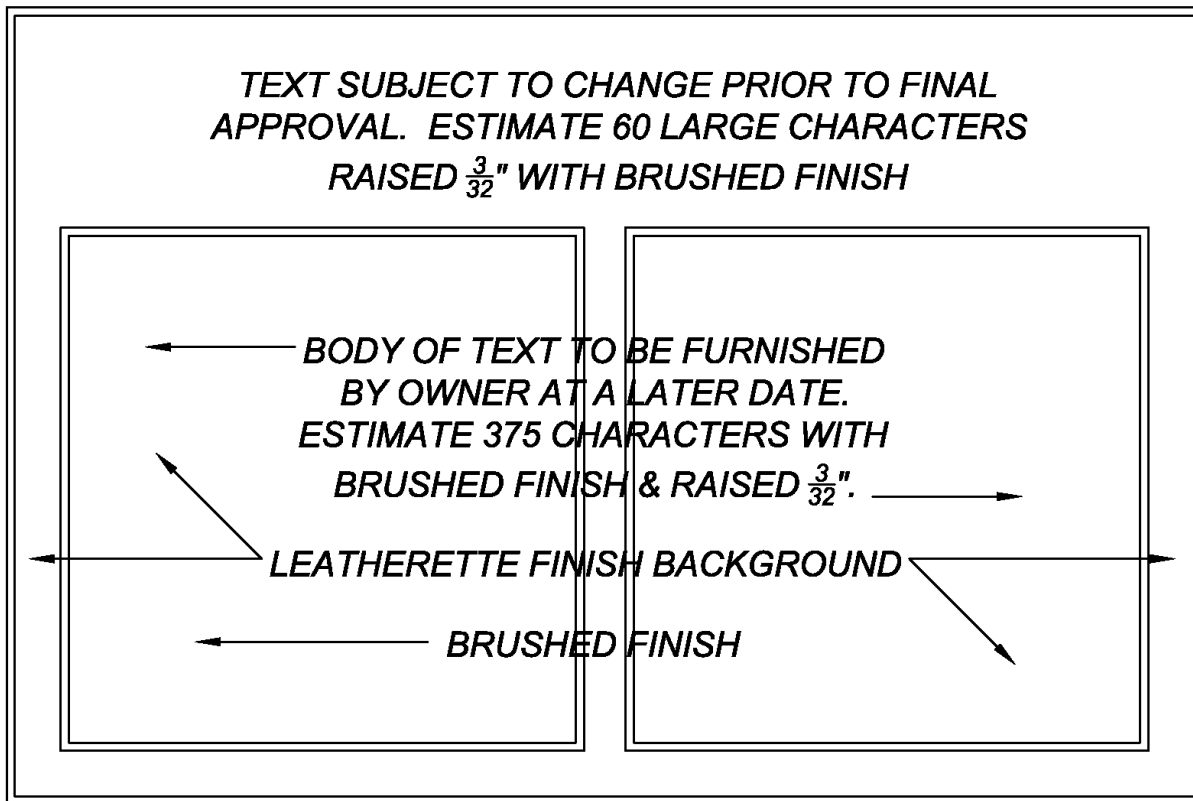 TEXT SUBJECT TO CHANGE PRIOR TO FINAL
APPROVAL. ESTIMATE 60 LARGE CHARACTERS
RAISED 3/32" WITH BRUSHED FINISH
BODY OF TEXT TO BE FURNISHED
BY OWNER AT A LATER DATE.
ESTIMATE 375 CHARACTERS WITH
BRUSHED FINISH & RAISED 3/32".
LEATHERETTE FINISH BACKGROUND
BRUSHED FINISH